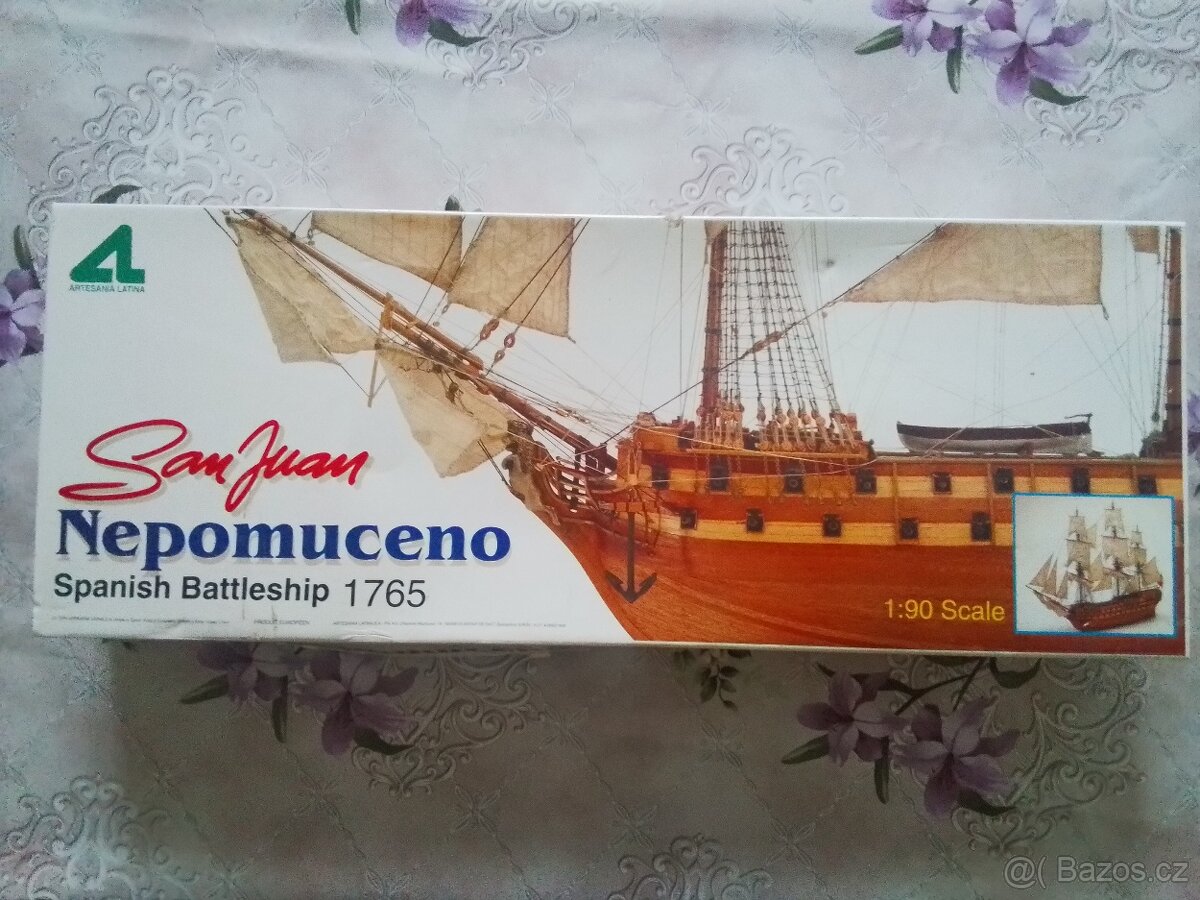 ARTESANIA LATINA
San Juan
Nepomuceno
Spanish Battleship 1765
1:90 Scale
@( Bazos.cz